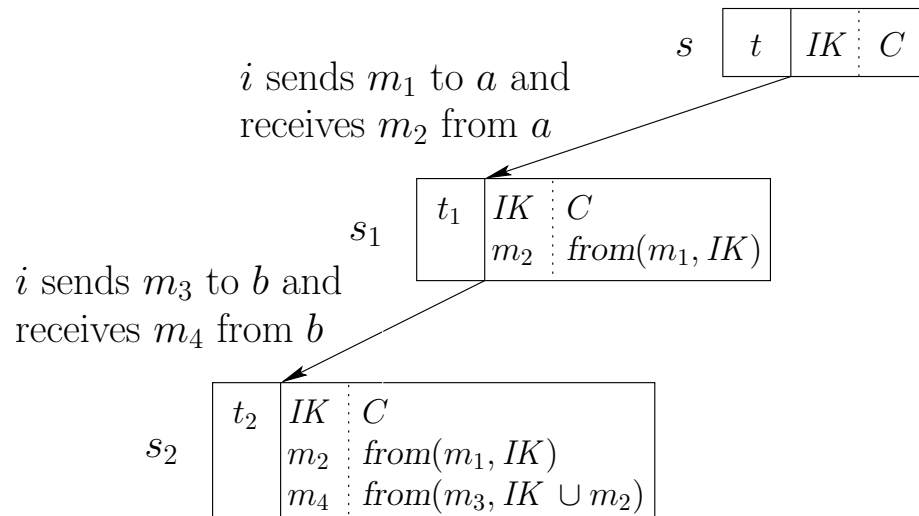 s t IK C
i sends m₁ to a and
receives m₂ from a
s₁ t₁ IK C
m₂ from(m₁, IK)
i sends m₃ to b and
receives m₄ from b
s₂ t₂ IK C
m₂ from(m₁, IK)
m₄ from(m₃, IK ∪ m₂)